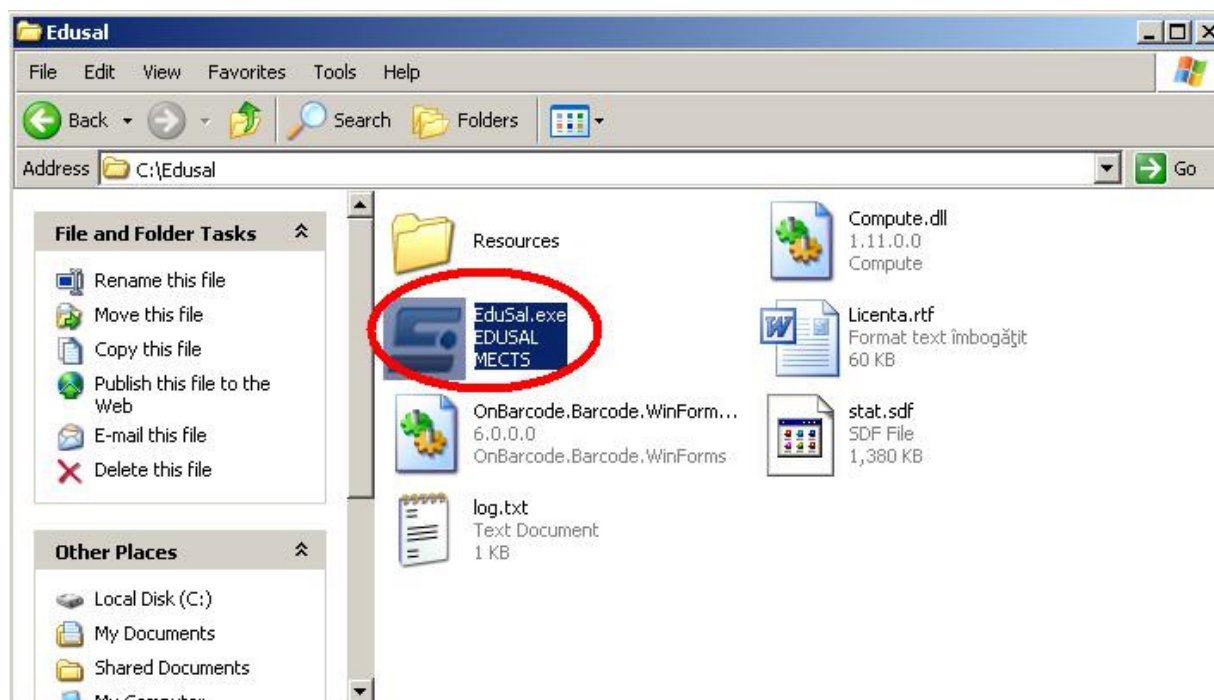 Edusal
File Edit View Favorites Tools Help
Back Search Folders
Address C:\Edusal Go
File and Folder Tasks
Rename this file
Move this file
Copy this file
Publish this file to the
Web
E-mail this file
Delete this file
Other Places
Local Disk (C:)
My Documents
Shared Documents
My Computer
Resources
EduSal.exe
EDUSAL
MECTS
OnBarcode.Barcode.WinForm...
6.0.0.0
OnBarcode.Barcode.WinForms
log.txt
Text Document
1 KB
Compute.dll
1.11.0.0
Compute
Licenta.rtf
Format text îmbogăţit
60 KB
stat.sdf
SDF File
1,380 KB